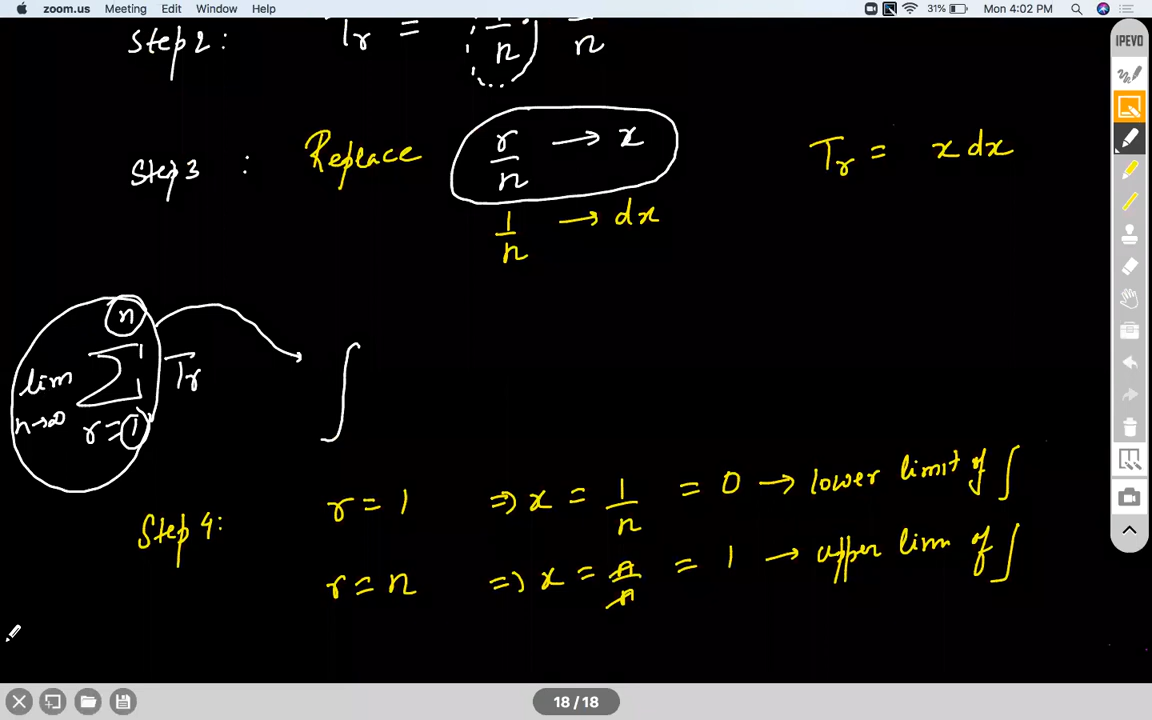 zoom.us Meeting Edit Window Help 31% Mon 4:02 PM
IPEVO
Step 2: Tr = r/n 1/n
Step 3 : Replace r/n → x Tr = x dx
1/n → dx
lim n→∞ n Σ r=1 Tr ∫
Step 4: r = 1 => x = 1/n = 0 → lower limit of ∫
r = n => x = n/n = 1 → upper lim of ∫
18 / 18